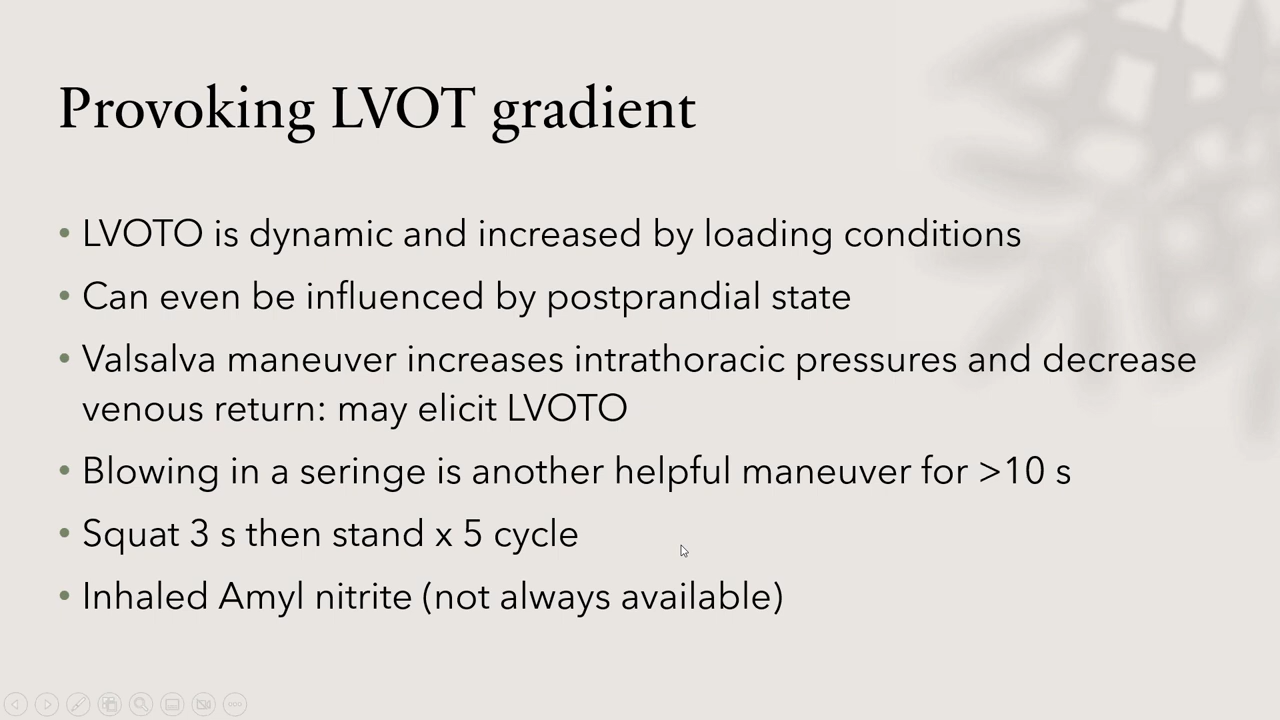 Provoking LVOT gradient
• LVOTO is dynamic and increased by loading conditions
• Can even be influenced by postprandial state
• Valsalva maneuver increases intrathoracic pressures and decrease
venous return: may elicit LVOTO
• Blowing in a seringe is another helpful maneuver for >10 s
• Squat 3 s then stand x 5 cycle
• Inhaled Amyl nitrite (not always available)